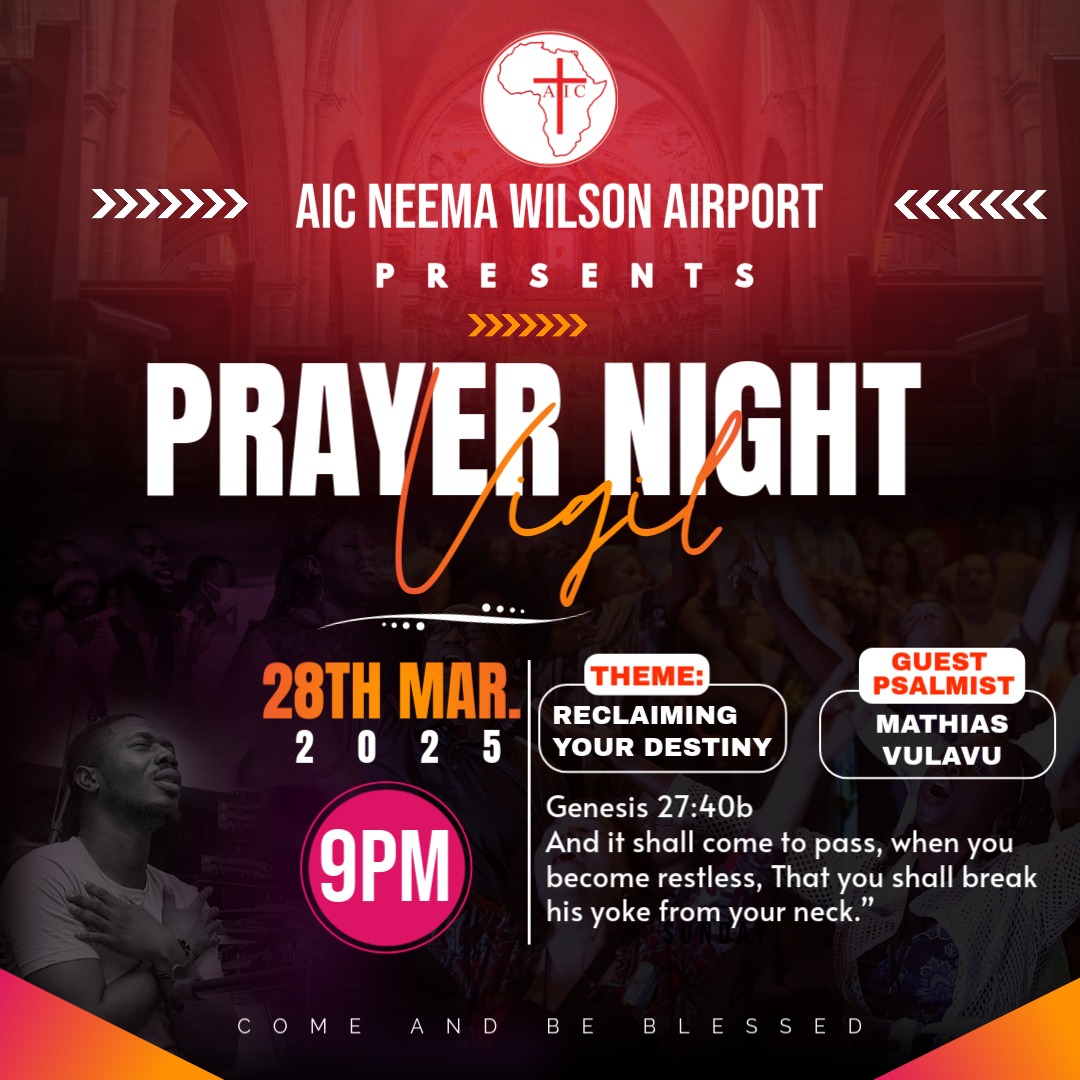 AIC
AIC NEEMA WILSON AIRPORT
PRESENTS
PRAYER NIGHT
Vigil
28TH MAR.
2025
9PM
THEME:
RECLAIMING
YOUR DESTINY
GUEST
PSALMIST
MATHIAS
VULAVU
Genesis 27:40b
And it shall come to pass, when you
become restless, That you shall break
his yoke from your neck.”
SUNDAY
COME AND BE BLESSED